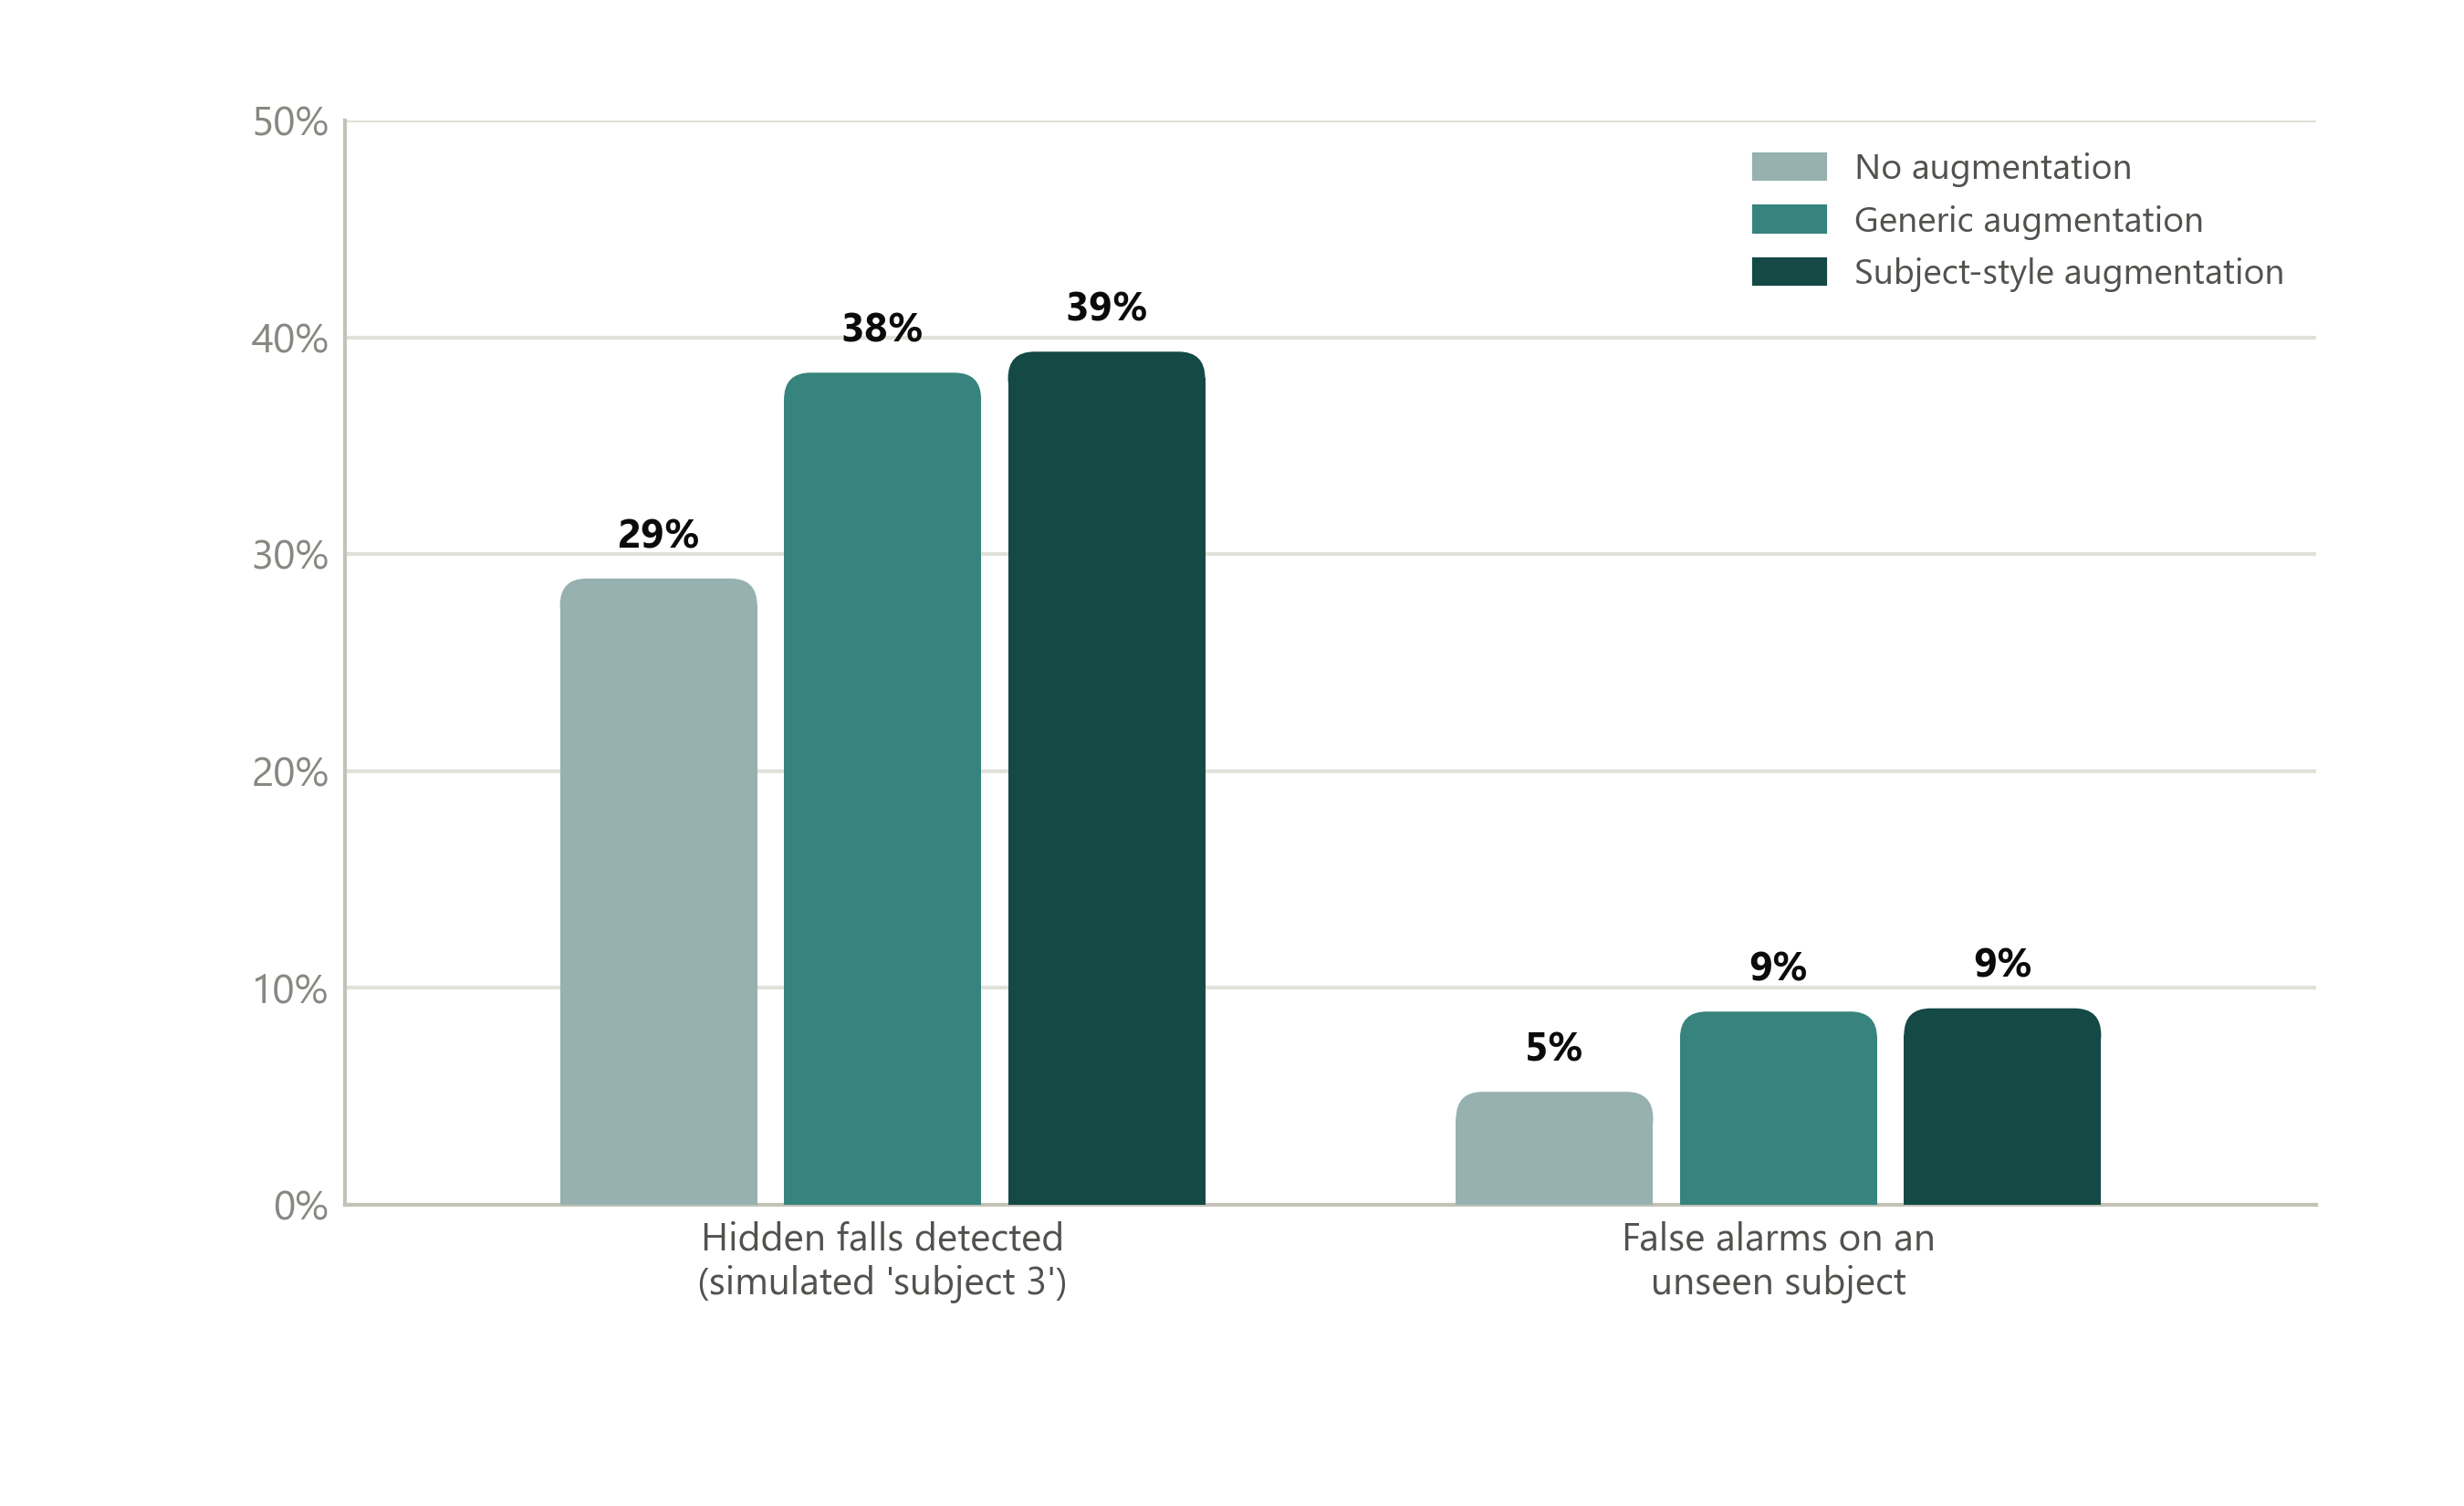 50%
40%
30%
20%
10%
0%
No augmentation
Generic augmentation
Subject-style augmentation
29%
38%
39%
5%
9%
9%
Hidden falls detected
(simulated 'subject 3')
False alarms on an
unseen subject